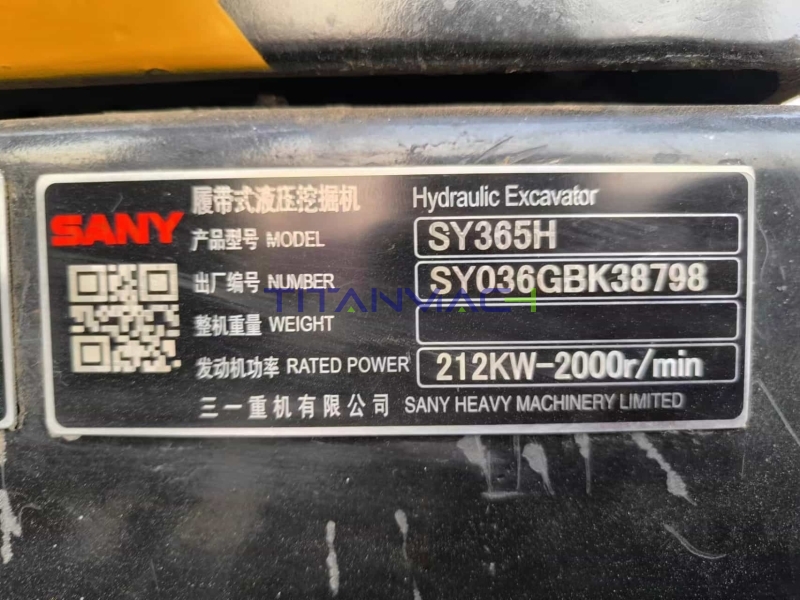 SANY
履带式液压挖掘机 Hydraulic Excavator
产品型号 MODEL SY365H
出厂编号 NUMBER SY036GBK38798
TITANMACH
整机重量 WEIGHT
发动机功率 RATED POWER 212KW-2000r/min
三一重机有限公司 SANY HEAVY MACHINERY LIMITED